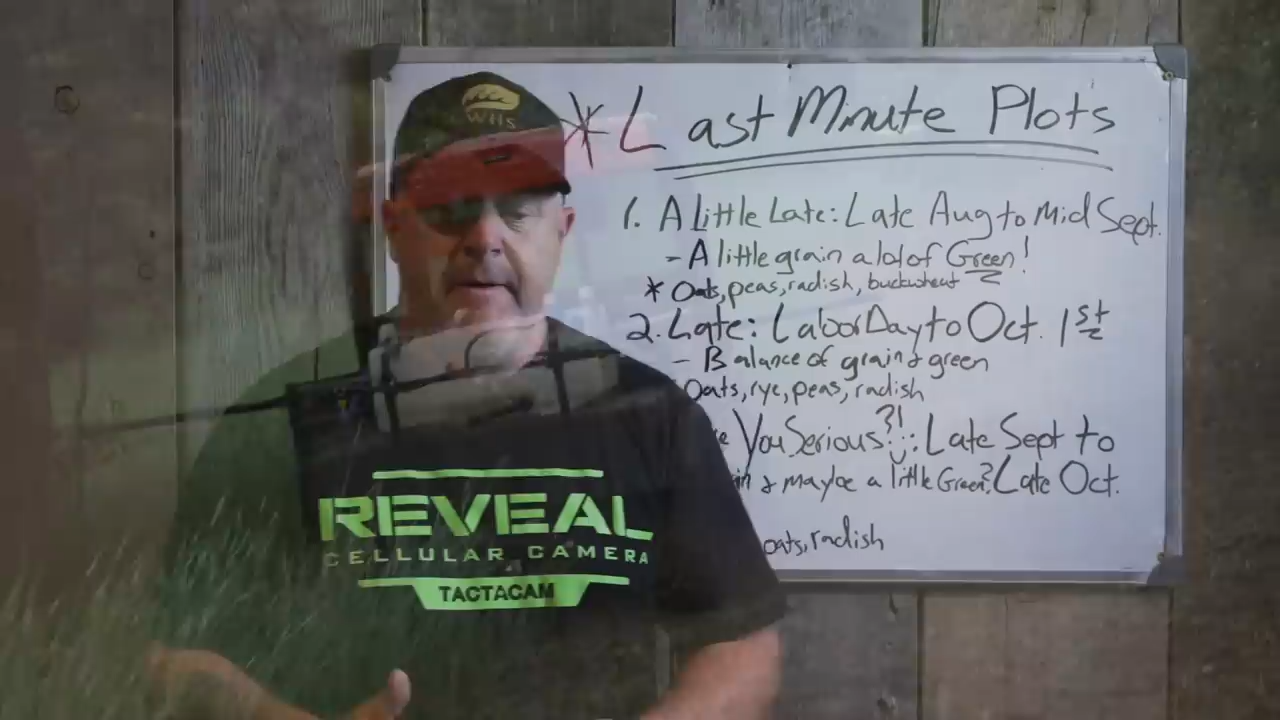 WHS
* Last Minute Plots
1. A Little Late: Late Aug to Mid Sept.
- A little grain a lot of Green!
* Oats, peas, radish, buckwheat
2. Late: Labor Day to Oct. 1st
- Balance of grain & green
Oats, rye, peas, radish
You Serious?! : Late Sept to
& maybe a little Green? Late Oct.
oats, radish
REVEAL
CELLULAR CAMERA
TACTACAM